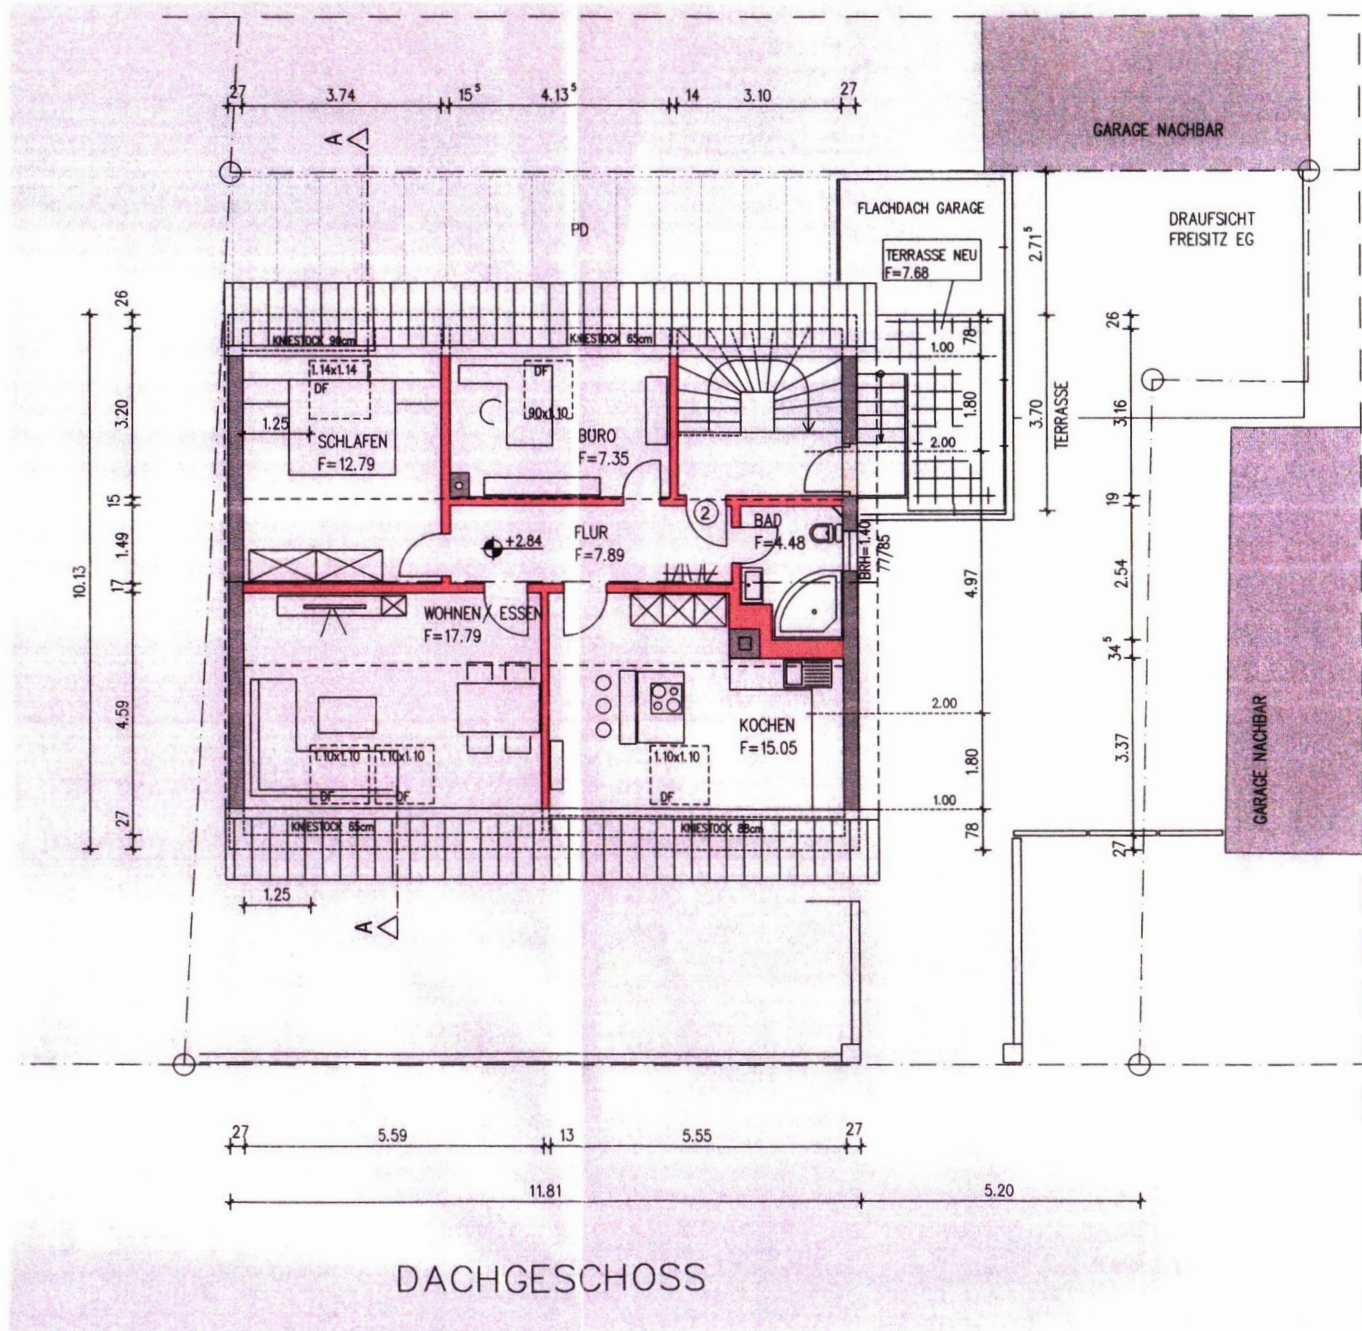 27 3.74 15⁵ 4.13⁵ 14 3.10 27
A
GARAGE NACHBAR
FLACHDACH GARAGE
DRAUFSICHT
FREISITZ EG
PD
TERRASSE NEU
F=7.68
2.71⁵
26
KNIESTOCK 90cm
KNIESTOCK 65cm
78
26
1.00
1.14x1.14
DF
DF
90x1.10
3.20
1.25
SCHLAFEN
F=12.79
BÜRO
F=7.35
1.80
3.70
TERRASSE
3.16
2.00
15
19
2
BAD
F=4.48
FLUR
F=7.89
+2.84
BRH=1.40
77/85
1.49
10.13
17
2.54
4.97
WOHNEN/ ESSEN
F=17.79
34⁵
4.59
2.00
KOCHEN
F=15.05
1.10x1.10
DF
1.10x1.10
DF
1.10x1.10
DF
1.80
3.37
GARAGE NACHBAR
1.00
27
KNIESTOCK 65cm
KNIESTOCK 86cm
78
27
1.25
A
27 5.59 13 5.55 27
11.81 5.20
DACHGESCHOSS